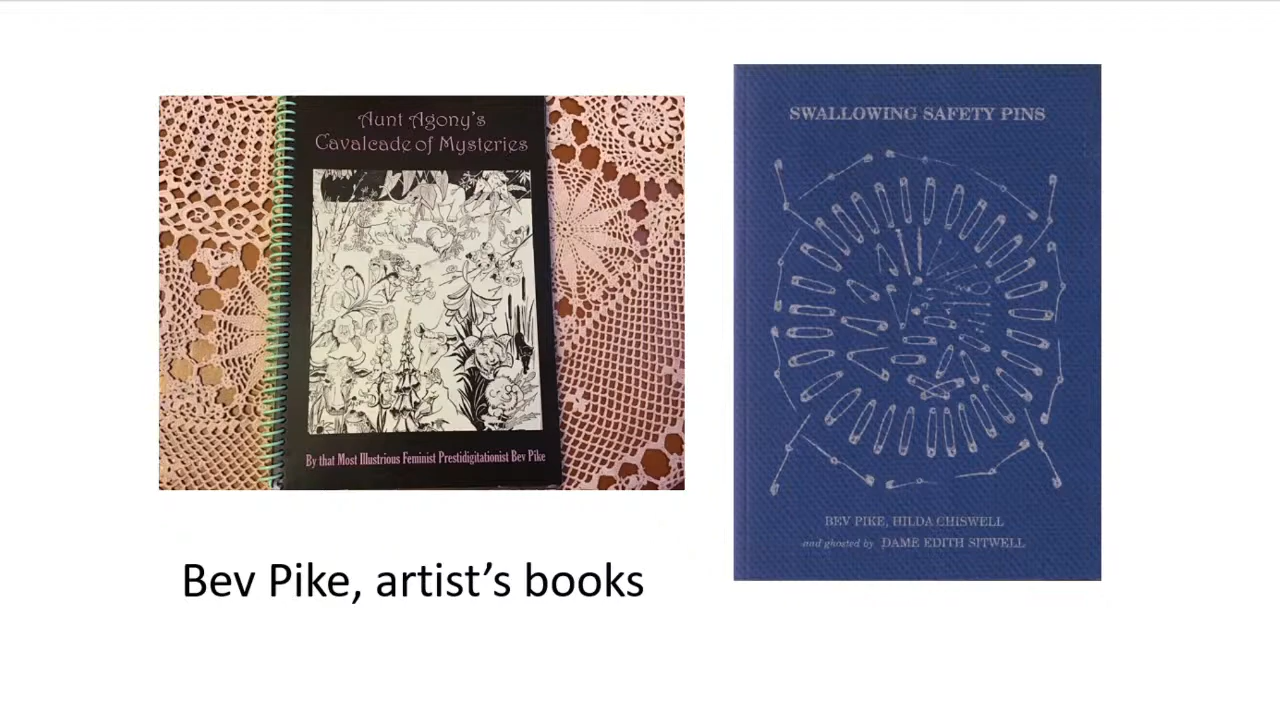 Aunt Agony's
Cavalcade of Mysteries
By that Most Illustrious Feminist Prestidigitationist Bev Pike
Bev Pike, artist's books
SWALLOWING SAFETY PINS
BEV PIKE, HILDA CHISWELL
and ghosted by DAME EDITH SITWELL